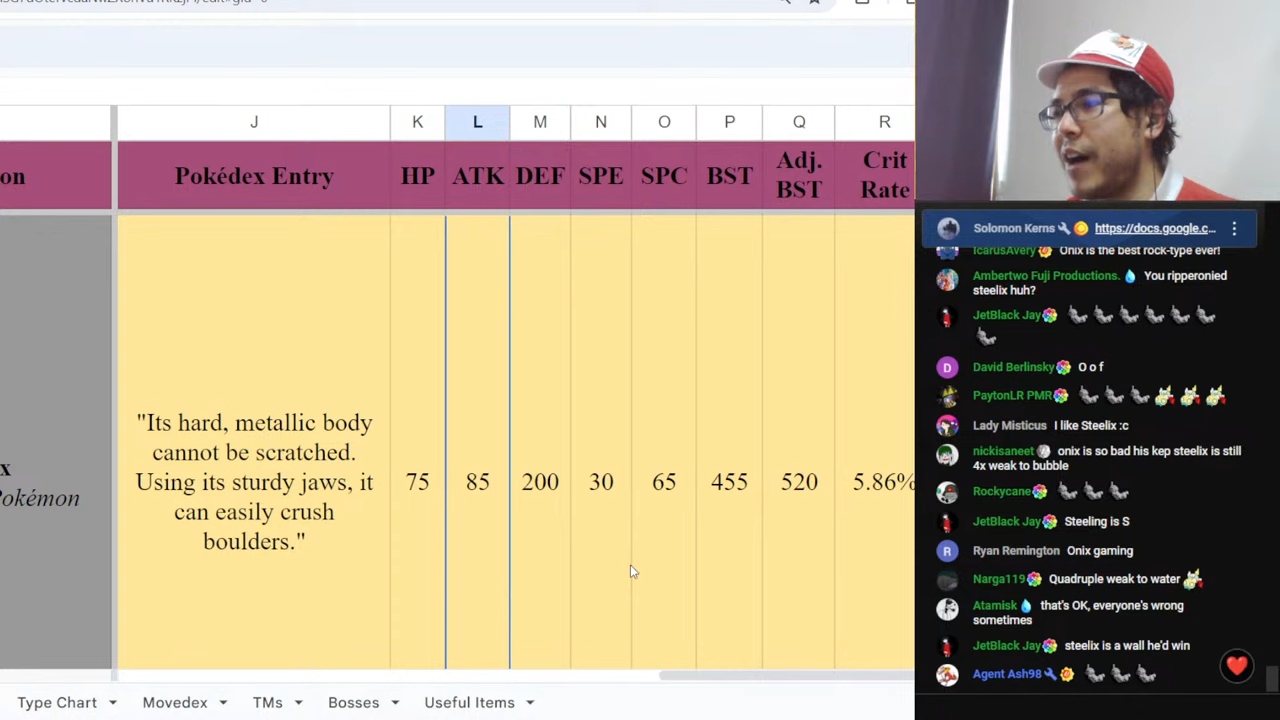 J K L M N O P Q R
on Pokédex Entry HP ATK DEF SPE SPC BST Adj. BST Crit Rate
"Its hard, metallic body
cannot be scratched.
Using its sturdy jaws, it
can easily crush
boulders."
x
Pokémon
75 85 200 30 65 455 520 5.86%
Type Chart Movedex TMs Bosses Useful Items
Solomon Kerns https://docs.google.c...
IcarusAvery Onix is the best rock-type ever!
Ambertwo Fuji Productions. You ripperonied
steelix huh?
JetBlack Jay
David Berlinsky O o f
PaytonLR PMR
Lady Misticus I like Steelix :c
nickisaneet onix is so bad his kep steelix is still
4x weak to bubble
Rockycane
JetBlack Jay Steeling is S
R Ryan Remington Onix gaming
Narga119 Quadruple weak to water
Atamisk that's OK, everyone's wrong
sometimes
JetBlack Jay steelix is a wall he'd win
Agent Ash98